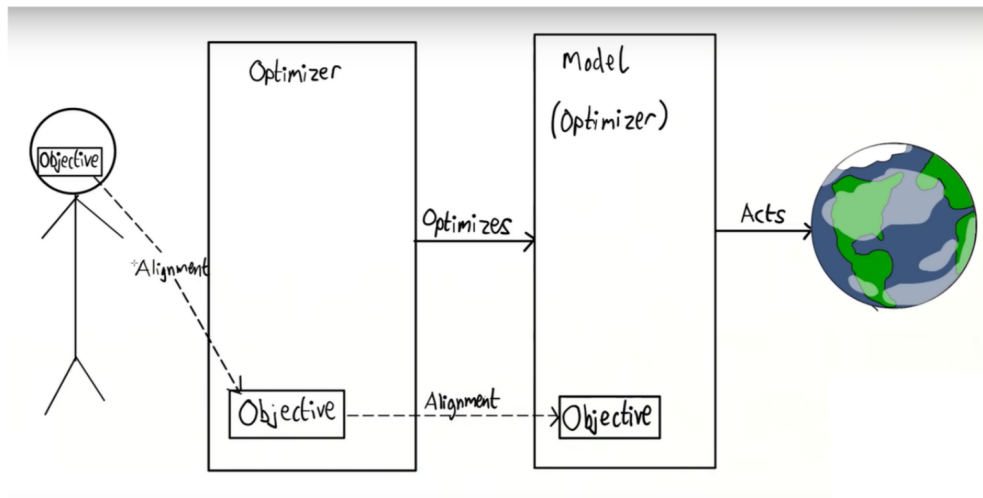 Objective
Alignment
Optimizer
Objective
Optimizes
Alignment
Model
(Optimizer)
Objective
Acts